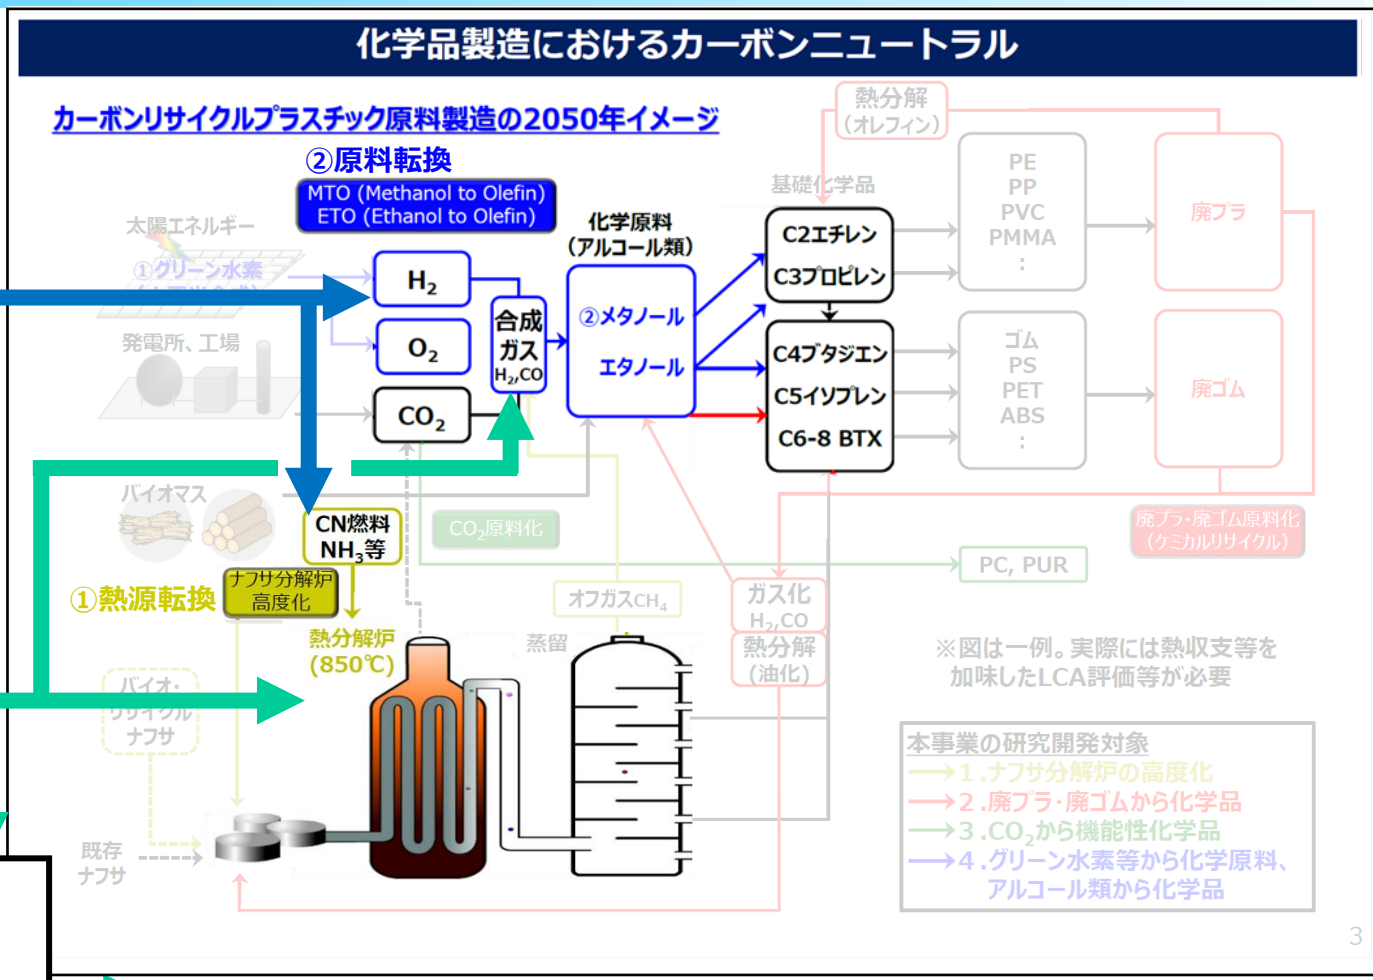 化学品製造におけるカーボンニュートラル
カーボンリサイクルプラスチック原料製造の2050年イメージ
②原料転換
MTO (Methanol to Olefin)
ETO (Ethanol to Olefin)
熱分解
(オレフィン)
基礎化学品
太陽エネルギー
①グリーン水素
化学原料
(アルコール類)
H₂
O₂
CO₂
合成
ガス
H₂,CO
②メタノール
エタノール
C2エチレン
C3プロピレン
C4ブタジエン
C5イソプレン
C6-8 BTX
PE
PP
PVC
PMMA
:
廃プラ
ゴム
PS
PET
ABS
:
廃ゴム
発電所、工場
バイオマス
CN燃料
NH₃等
CO₂原料化
廃プラ・廃ゴム原料化
(ケミカルリサイクル)
PC, PUR
①熱源転換
ナフサ分解炉
高度化
熱分解炉
(850℃)
オフガスCH₄
蒸留
ガス化
H₂,CO
熱分解
(油化)
※図は一例。実際には熱収支等を
加味したLCA評価等が必要
バイオ・
リサイクル
ナフサ
既存
ナフサ
本事業の研究開発対象
1.ナフサ分解炉の高度化
2.廃プラ・廃ゴムから化学品
3.CO₂から機能性化学品
4.グリーン水素等から化学原料、
アルコール類から化学品
3